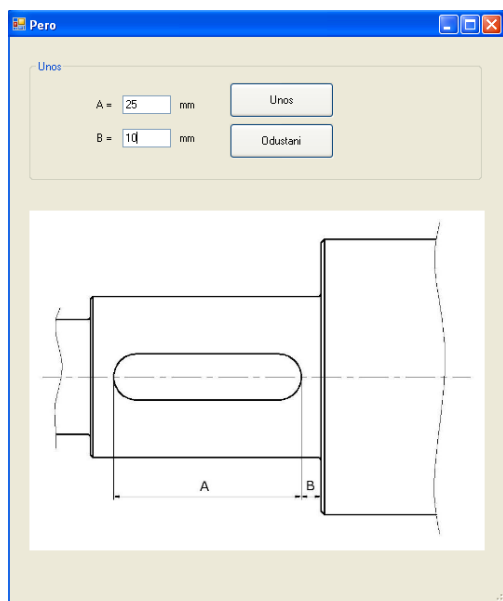 Pero
Unos
A = 25 mm Unos
B = 10 mm Odustani
A B